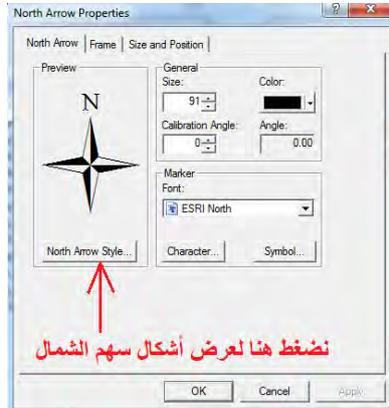 North Arrow Properties
North Arrow Frame Size and Position
Preview
N
North Arrow Style...
General
Size: Color:
91
Calibration Angle: Angle:
0 0.00
Marker
Font:
ESRI North
Character... Symbol...
نضغط هنا لعرض أشكال سهم الشمال
OK Cancel Apply